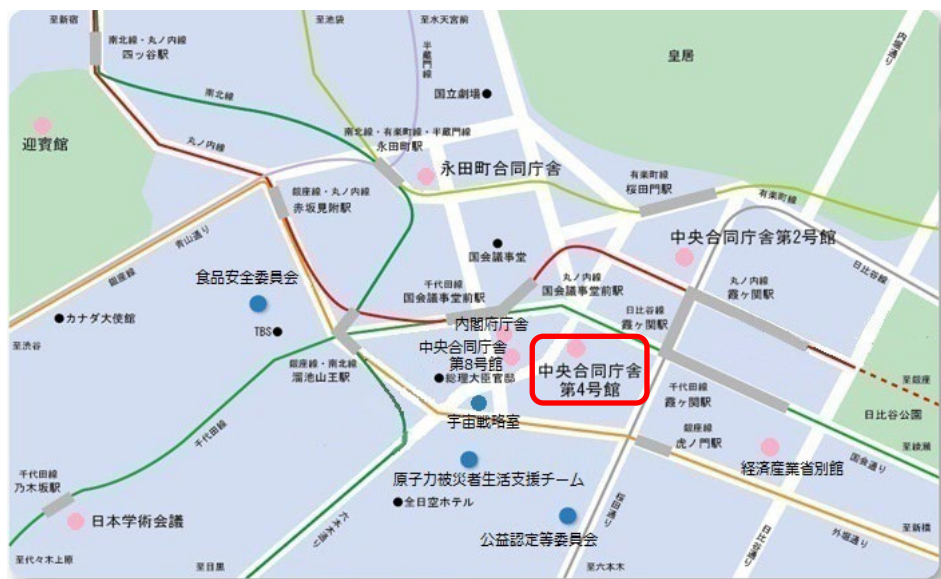 至新宿
至池袋
至水天宮前
南北線・丸ノ内線
四ッ谷駅
半蔵門線
内堀通り
皇居
国立劇場
南北線
迎賓館
丸ノ内線
南北線・有楽町線・半蔵門線
永田町駅
永田町合同庁舎
有楽町線
桜田門駅
有楽町線
銀座線・丸ノ内線
赤坂見附駅
青山通り
銀座線
中央合同庁舎第2号館
日比谷線
国会議事堂
食品安全委員会
千代田線
国会議事堂前駅
丸ノ内線
国会議事堂前駅
丸ノ内線
霞ヶ関駅
日比谷線
霞ヶ関駅
カナダ大使館
TBS
内閣府庁舎
至渋谷
中央合同庁舎
第8号館
中央合同庁舎
第4号館
銀座線・南北線
溜池山王駅
総理大臣官邸
千代田線
霞ヶ関駅
至銀座
日比谷公園
宇宙戦略室
銀座線
虎ノ門駅
千代田線
至綾瀬
国会通り
経済産業省別館
千代田線
乃木坂駅
原子力被災者生活支援チーム
全日空ホテル
日本学術会議
六本木通り
桜田通り
公益認定等委員会
日比谷通り
外堀通り
至新橋
至代々木上原
至目黒
至六本木